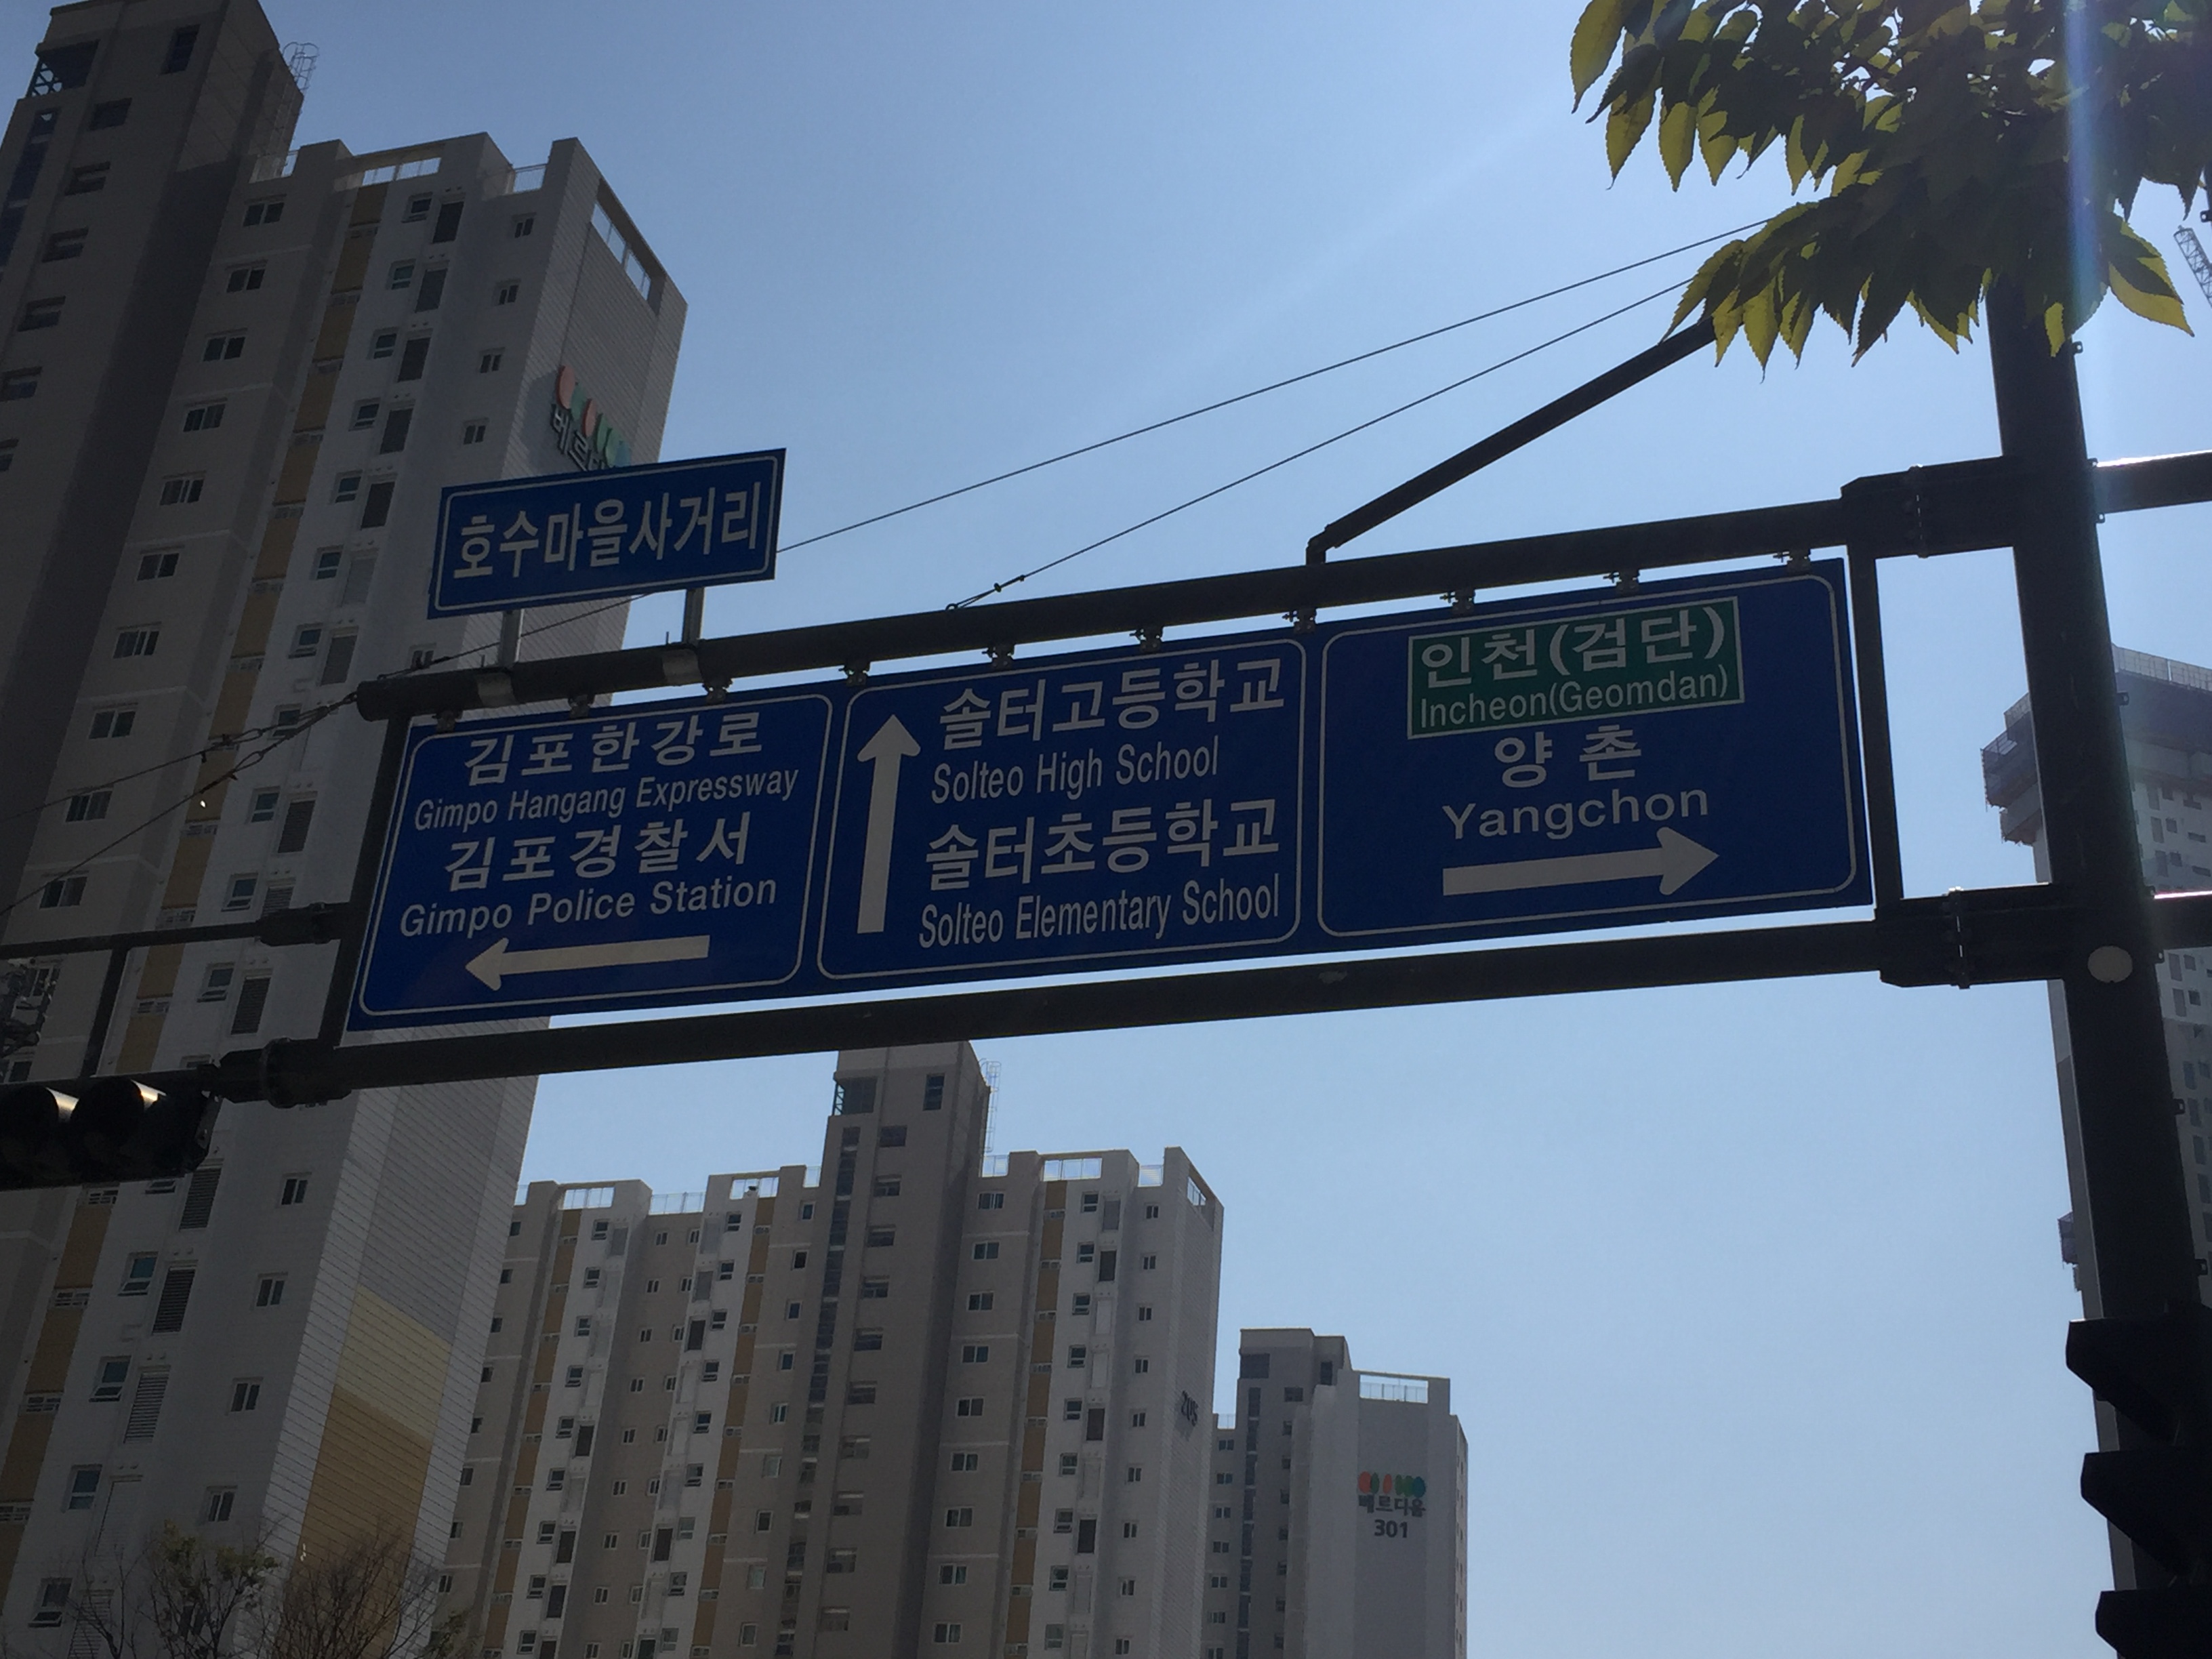 호수마을사거리
김포한강로
Gimpo Hangang Expressway
김포경찰서
Gimpo Police Station
솔터고등학교
Solteo High School
솔터초등학교
Solteo Elementary School
인천(검단)
Incheon(Geomdan)
양촌
Yangchon
베르디움
301